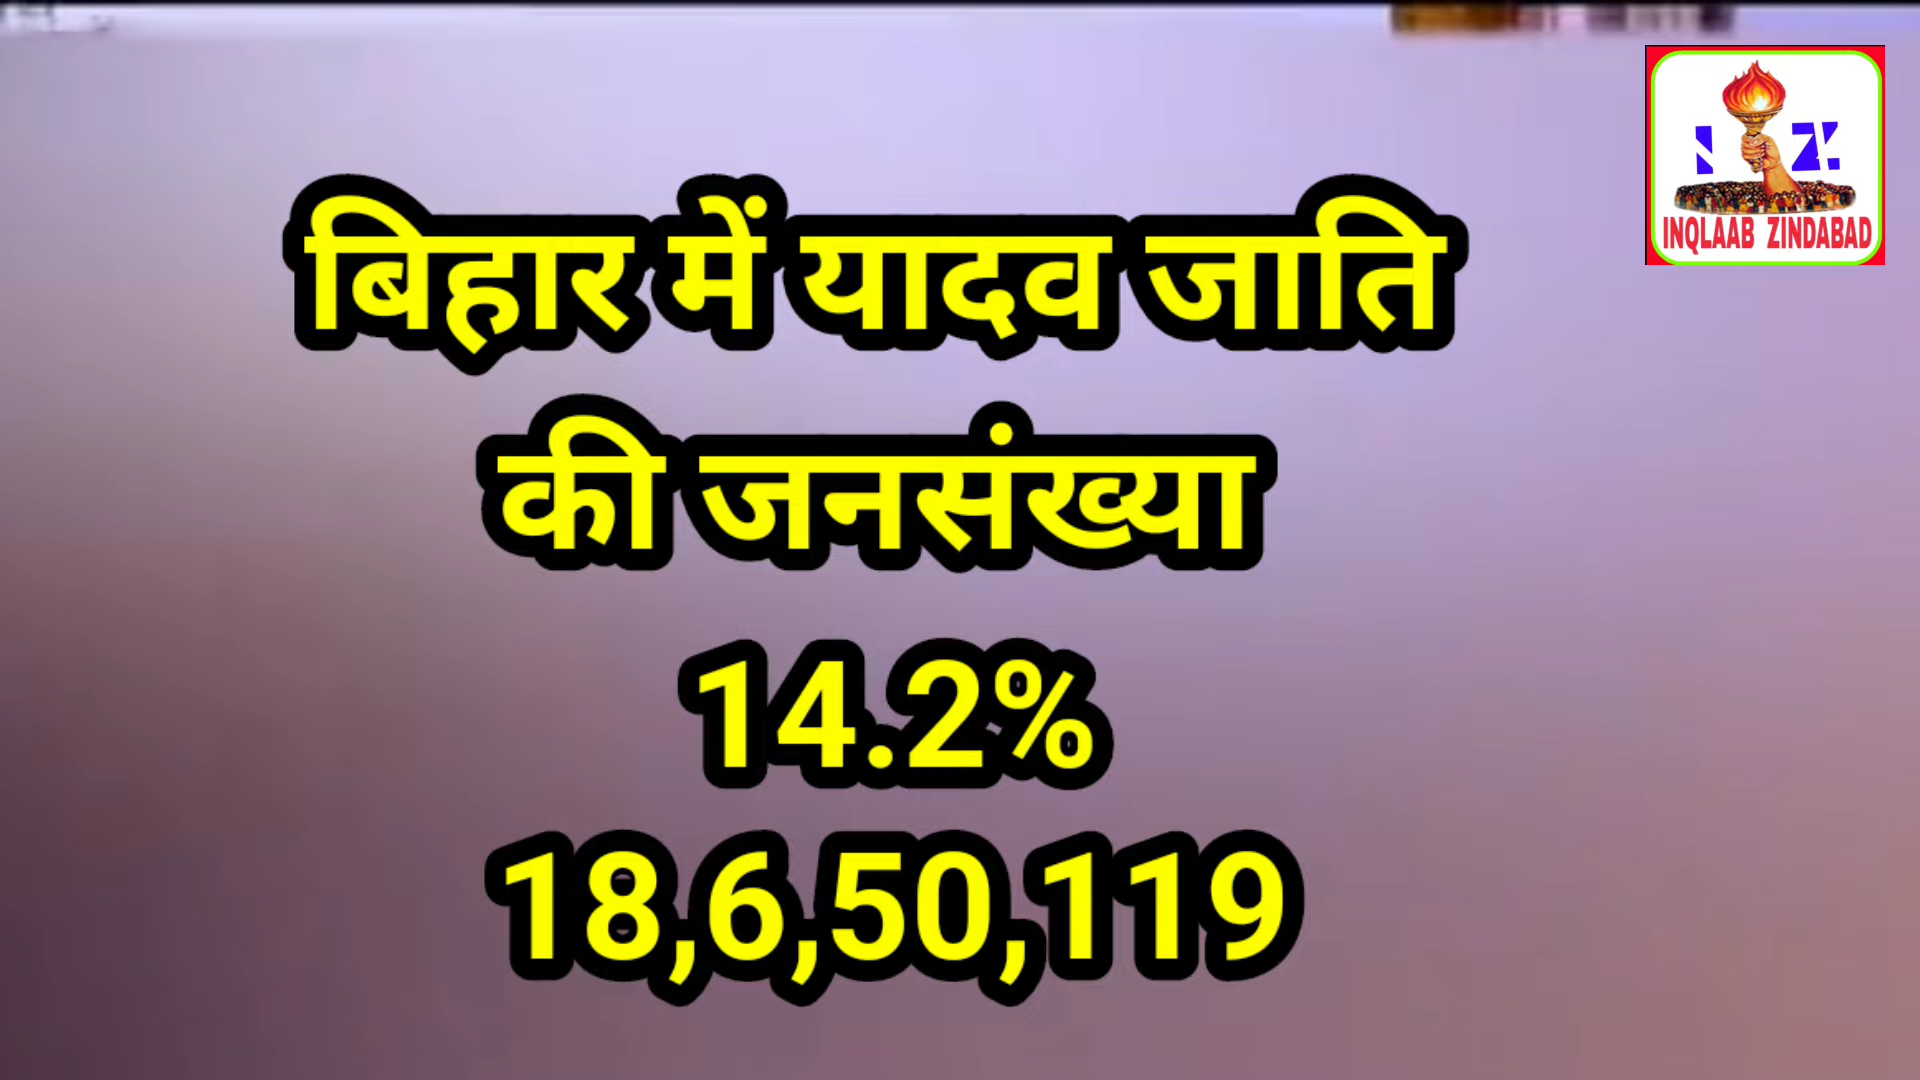 बिहार में यादव जाति
की जनसंख्या
14.2%
18,6,50,119
I Z
INQLAAB ZINDABAD